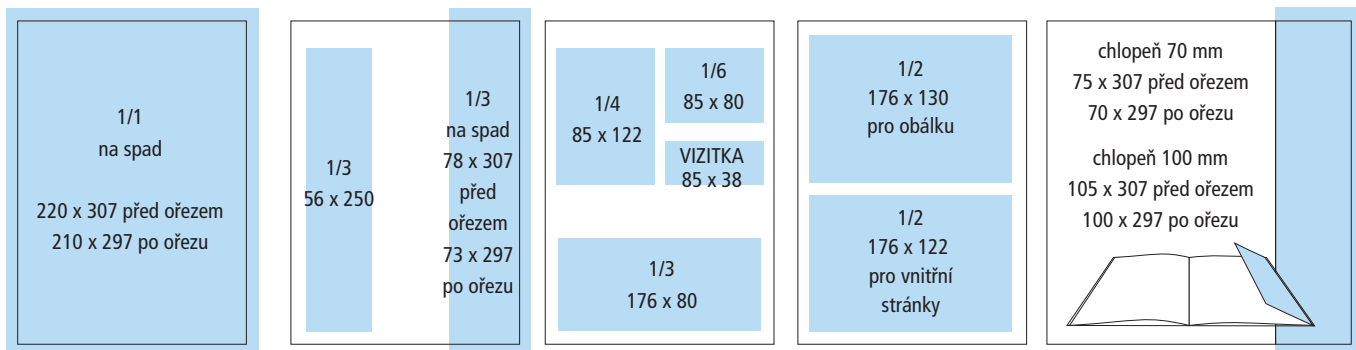 1/1
na spad
220 x 307 před ořezem
210 x 297 po ořezu
1/3
56 x 250
1/3
na spad
78 x 307
před
ořezem
73 x 297
po ořezu
1/4
85 x 122
1/6
85 x 80
VIZITKA
85 x 38
1/3
176 x 80
1/2
176 x 130
pro obálku
1/2
176 x 122
pro vnitřní
stránky
chlopeň 70 mm
75 x 307 před ořezem
70 x 297 po ořezu
chlopeň 100 mm
105 x 307 před ořezem
100 x 297 po ořezu